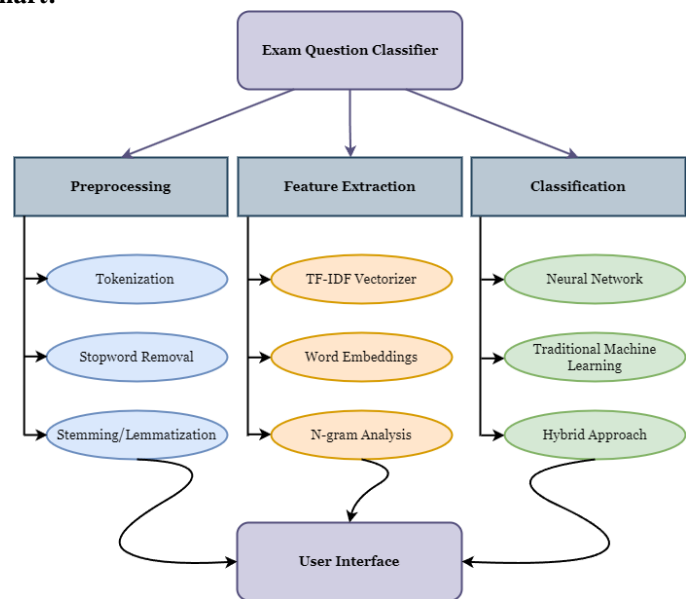 Exam Question Classifier
Preprocessing
Feature Extraction
Classification
Tokenization
TF-IDF Vectorizer
Neural Network
Stopword Removal
Word Embeddings
Traditional Machine
Learning
Stemming/Lemmatization
N-gram Analysis
Hybrid Approach
User Interface